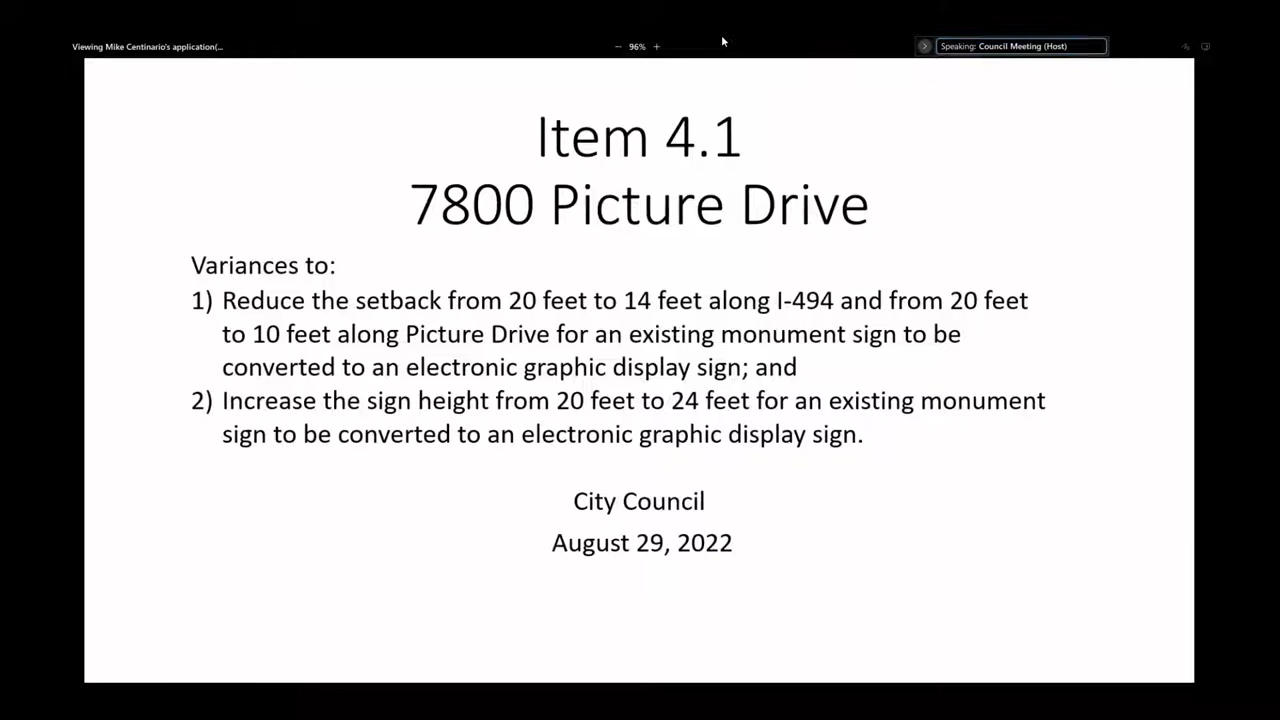 Viewing Mike Centinario's application(...
− 96% +
Speaking: Council Meeting (Host)
Item 4.1
7800 Picture Drive
Variances to:
1) Reduce the setback from 20 feet to 14 feet along I-494 and from 20 feet
to 10 feet along Picture Drive for an existing monument sign to be
converted to an electronic graphic display sign; and
2) Increase the sign height from 20 feet to 24 feet for an existing monument
sign to be converted to an electronic graphic display sign.
City Council
August 29, 2022